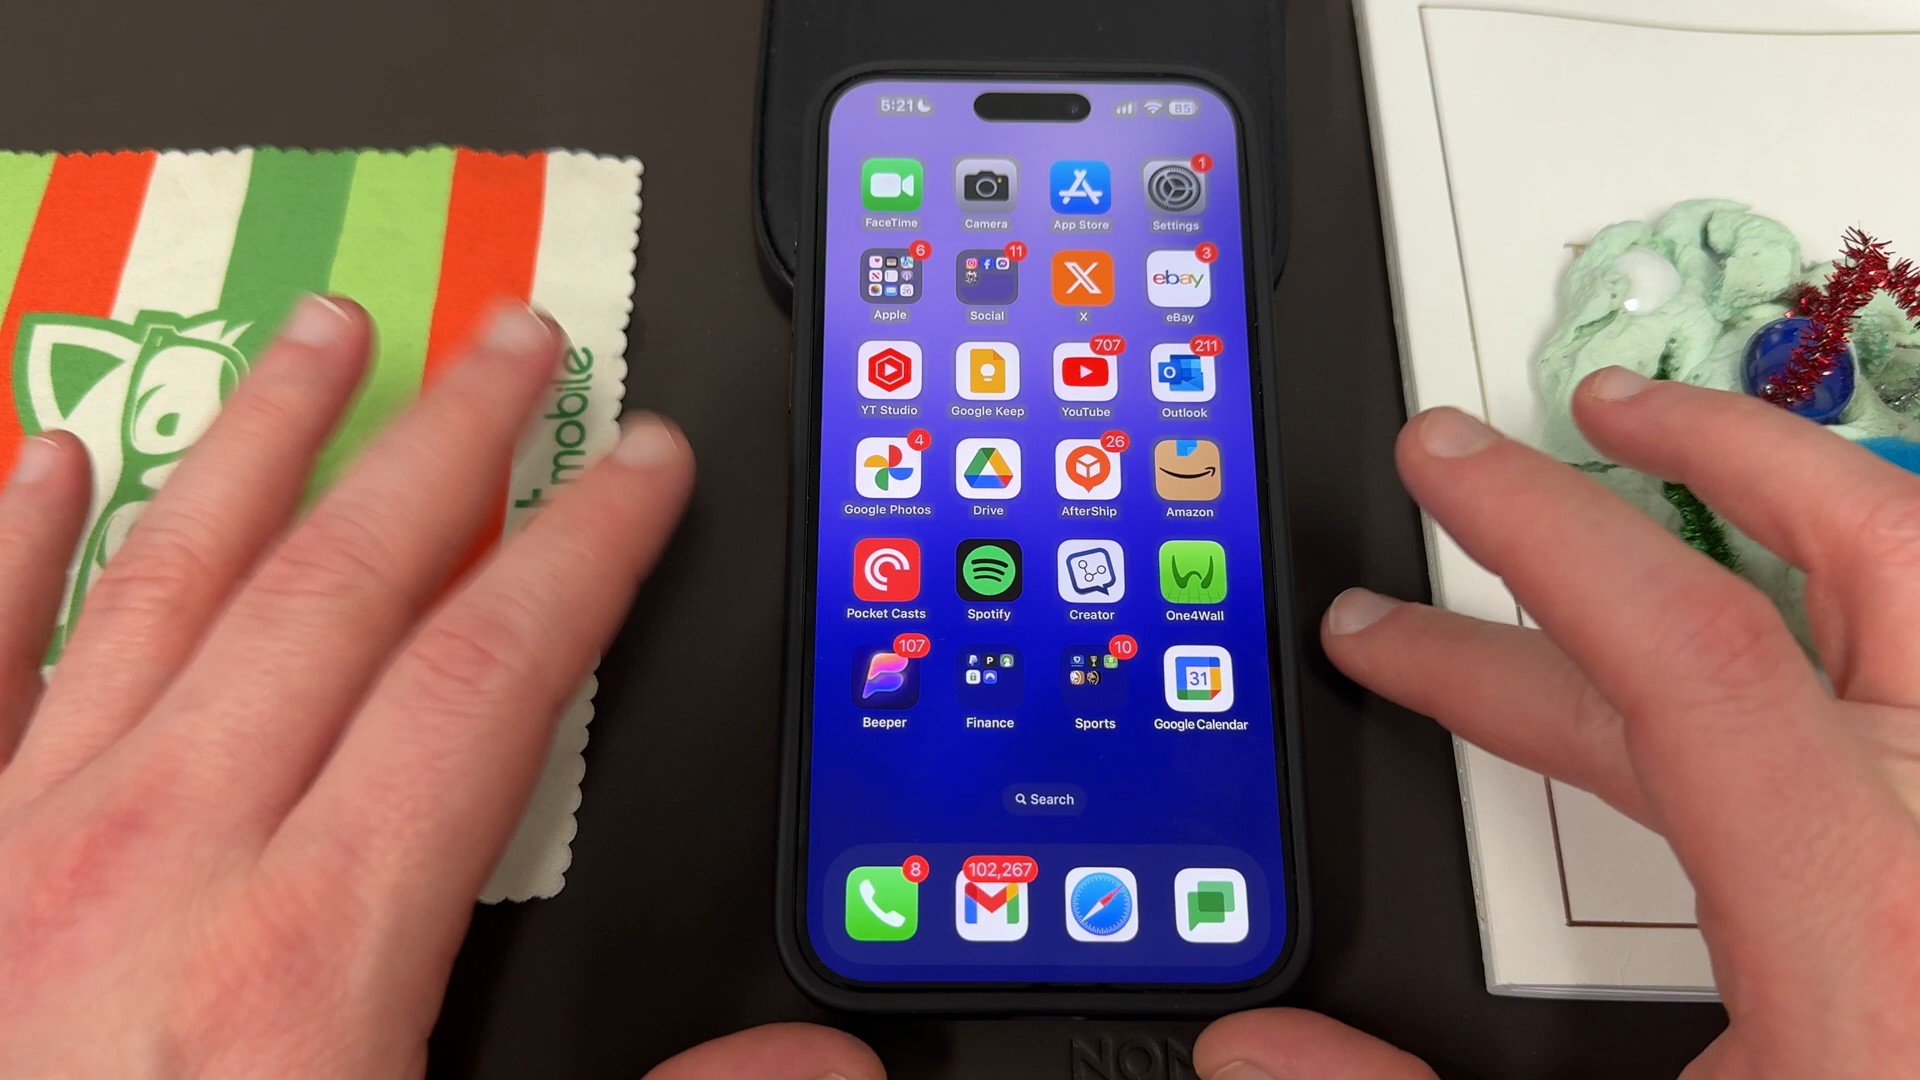 5:21
85
FaceTime
Camera
App Store
1
Settings
6
Apple
11
Social
X
3
ebay
eBay
YT Studio
Google Keep
707
YouTube
211
Outlook
4
Google Photos
Drive
26
AfterShip
Amazon
Pocket Casts
Spotify
Creator
One4Wall
107
Beeper
Finance
10
Sports
31
Google Calendar
Search
8
102,267
mobile